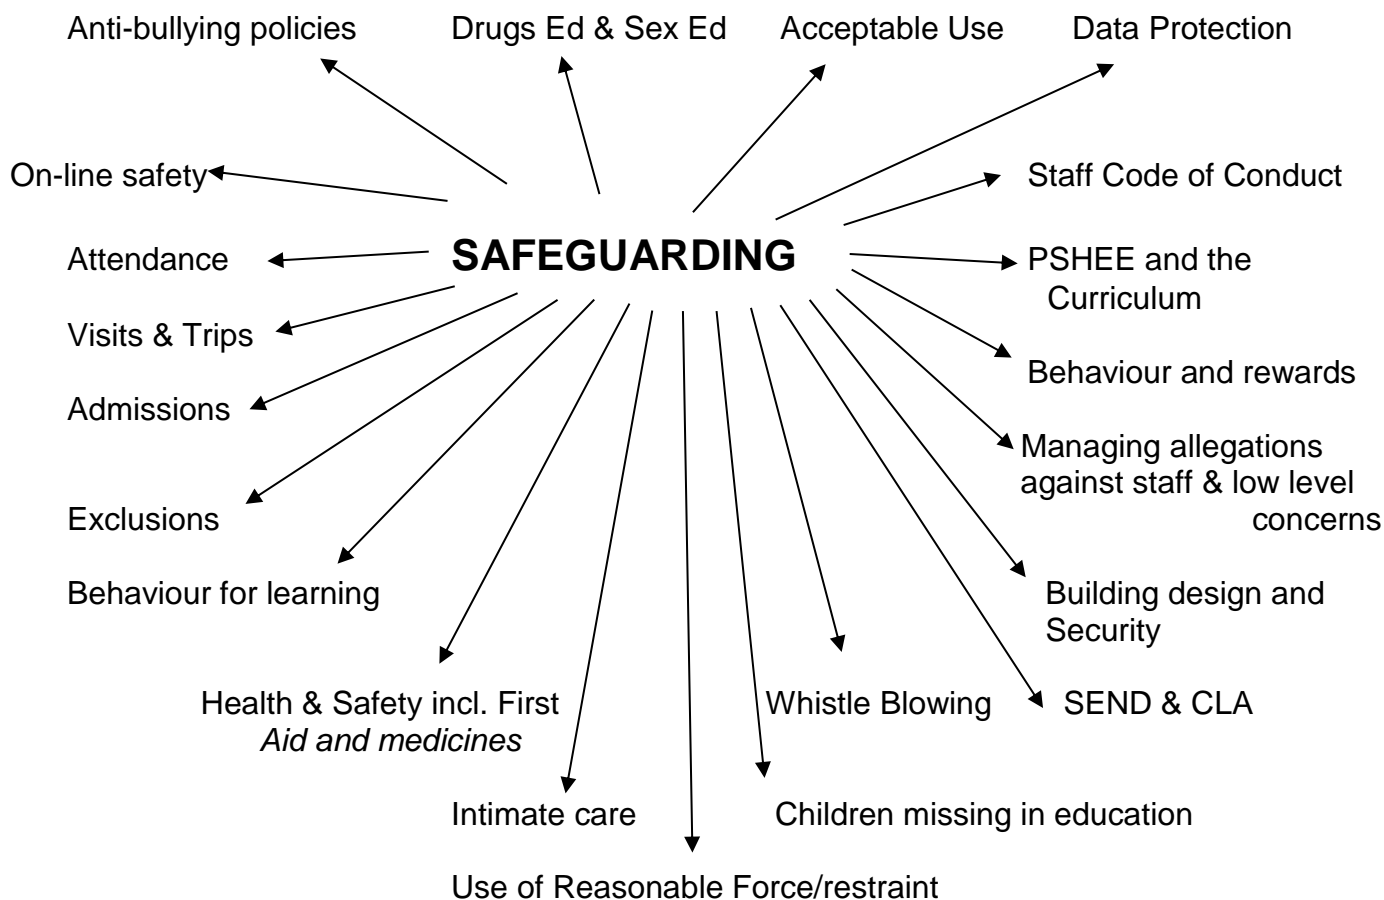 Anti-bullying policies
Drugs Ed & Sex Ed
Acceptable Use
Data Protection
On-line safety
Staff Code of Conduct
SAFEGUARDING
Attendance
PSHEE and the
Curriculum
Visits & Trips
Behaviour and rewards
Admissions
Managing allegations
against staff & low level
concerns
Exclusions
Behaviour for learning
Building design and
Security
Health & Safety incl. First
Aid and medicines
Whistle Blowing
SEND & CLA
Intimate care
Children missing in education
Use of Reasonable Force/restraint